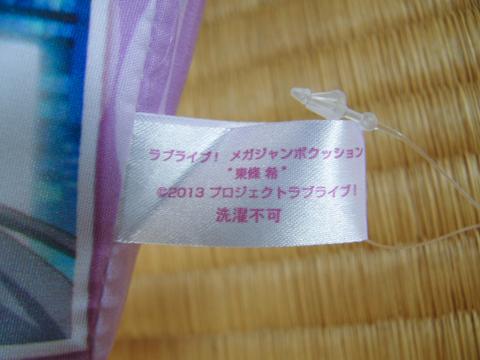 ラブライブ! メガジャンボクッション
"東條 希"
©2013 プロジェクトラブライブ!
洗濯不可